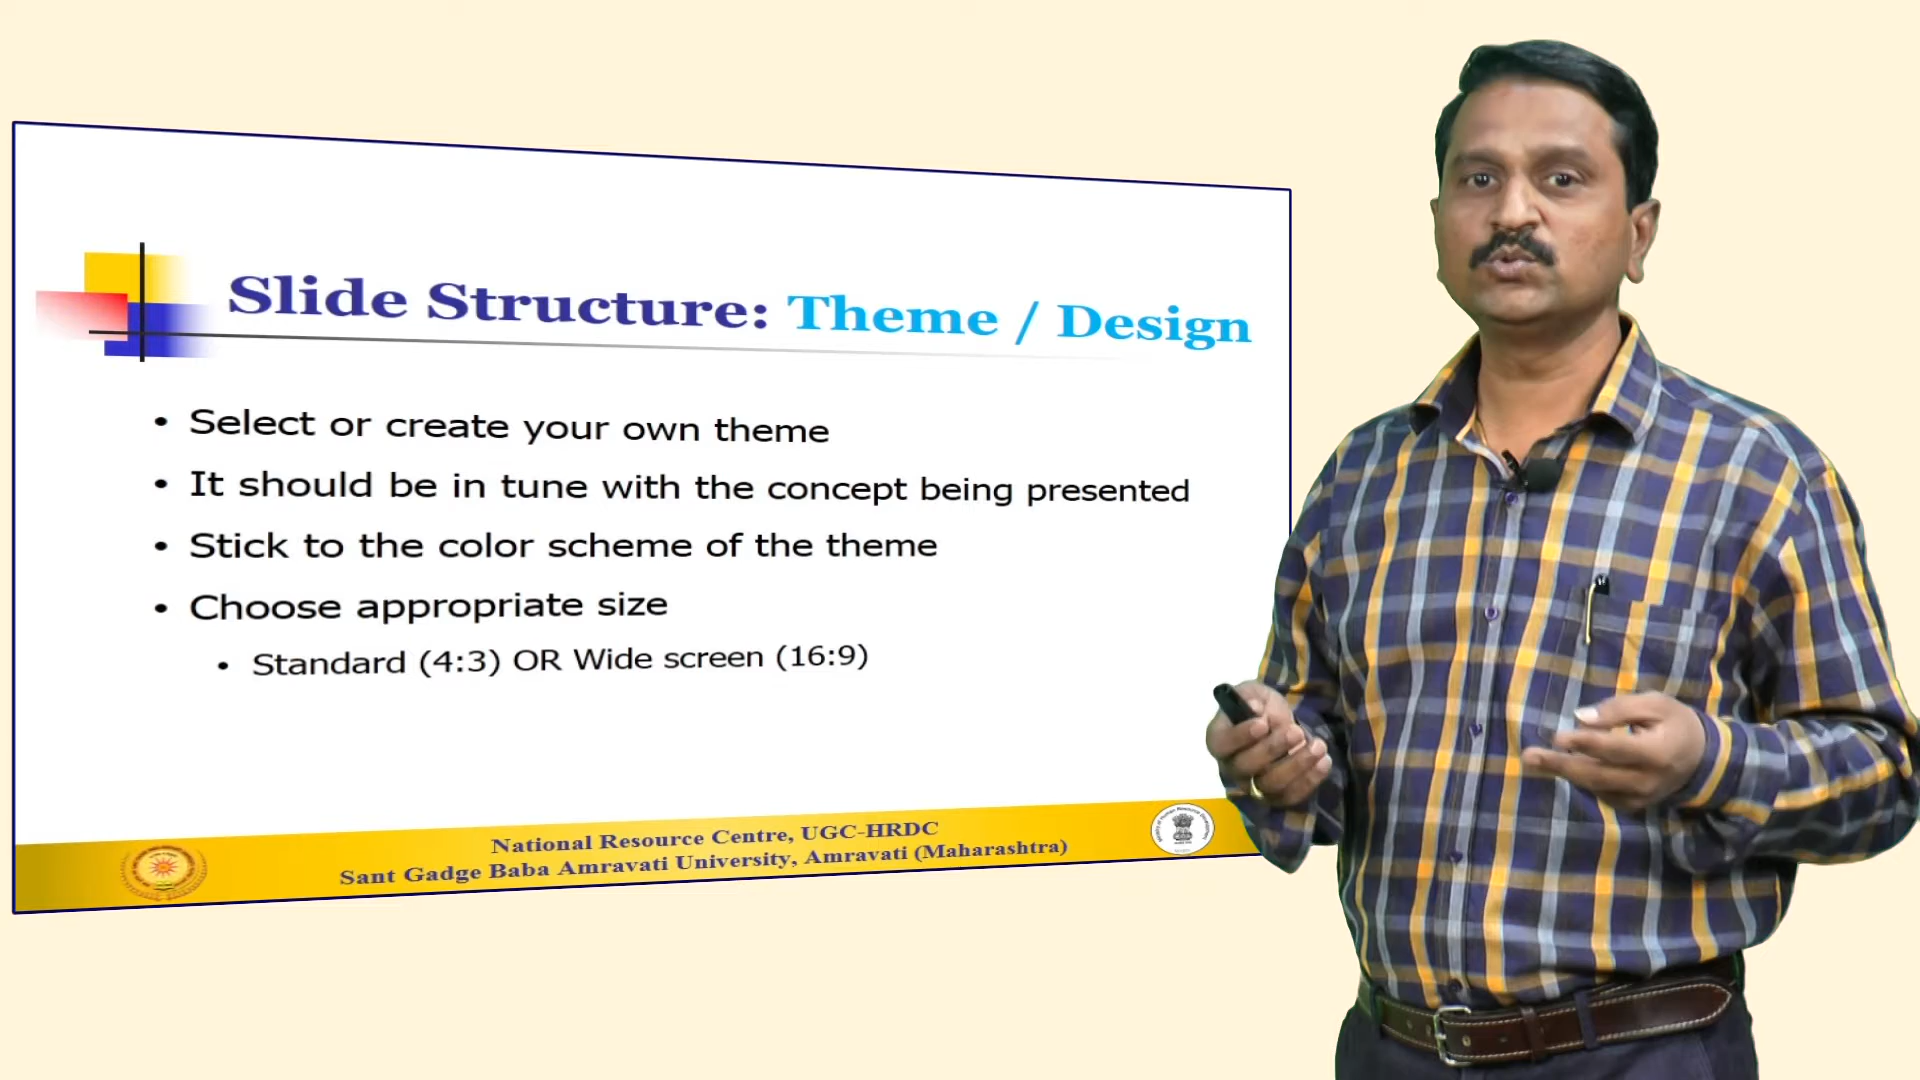 Slide Structure: Theme / Design
• Select or create your own theme
• It should be in tune with the concept being presented
• Stick to the color scheme of the theme
• Choose appropriate size
• Standard (4:3) OR Wide screen (16:9)
National Resource Centre, UGC-HRDC
Sant Gadge Baba Amravati University, Amravati (Maharashtra)